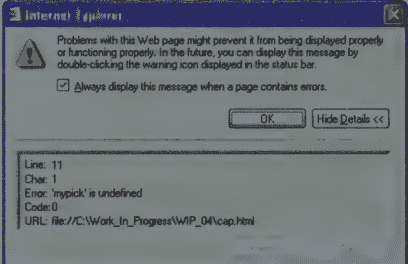 Internet Explorer
Problems with this Web page might prevent it from being displayed properly
or functioning properly. In the future, you can display this message by
double-clicking the warning icon displayed in the status bar.
Always display this message when a page contains errors.
OK
Hide Details <<
Line: 11
Char: 1
Error: 'mypick' is undefined
Code:0
URL: file://C:\Work_In_Progress\WIP_04\cap.html